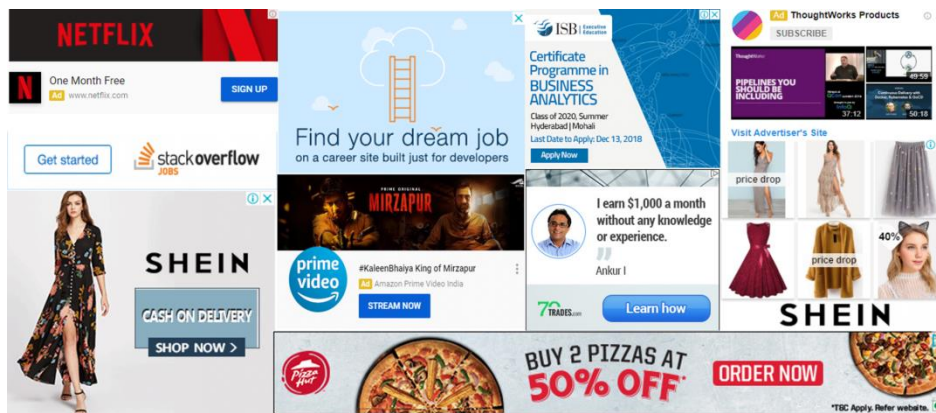 NETFLIX
N
One Month Free
Ad www.netflix.com
SIGN UP
Get started
stackoverflow
JOBS
SHEIN
CASH ON DELIVERY
SHOP NOW >
Find your dream job
on a career site built just for developers
PRIME ORIGINAL
MIRZAPUR
prime
video
#KaleenBhaiya King of Mirzapur
Ad Amazon Prime Video India
STREAM NOW
ISB Executive
Education
Certificate
Programme in
BUSINESS
ANALYTICS
Class of 2020, Summer
Hyderabad | Mohali
Last Date to Apply: Dec 13, 2018
Apply Now
I earn $1,000 a month
without any knowledge
or experience.
Ankur I
70TRADES.com
Learn how
Ad ThoughtWorks Products
SUBSCRIBE
ThoughtWorks
PIPELINES YOU
SHOULD BE
INCLUDING
37:12
49:59
50:18
Visit Advertiser's Site
price drop
price drop
40%
SHEIN
Pizza
Hut
BUY 2 PIZZAS AT
50% OFF*
ORDER NOW
*T&C Apply. Refer website.